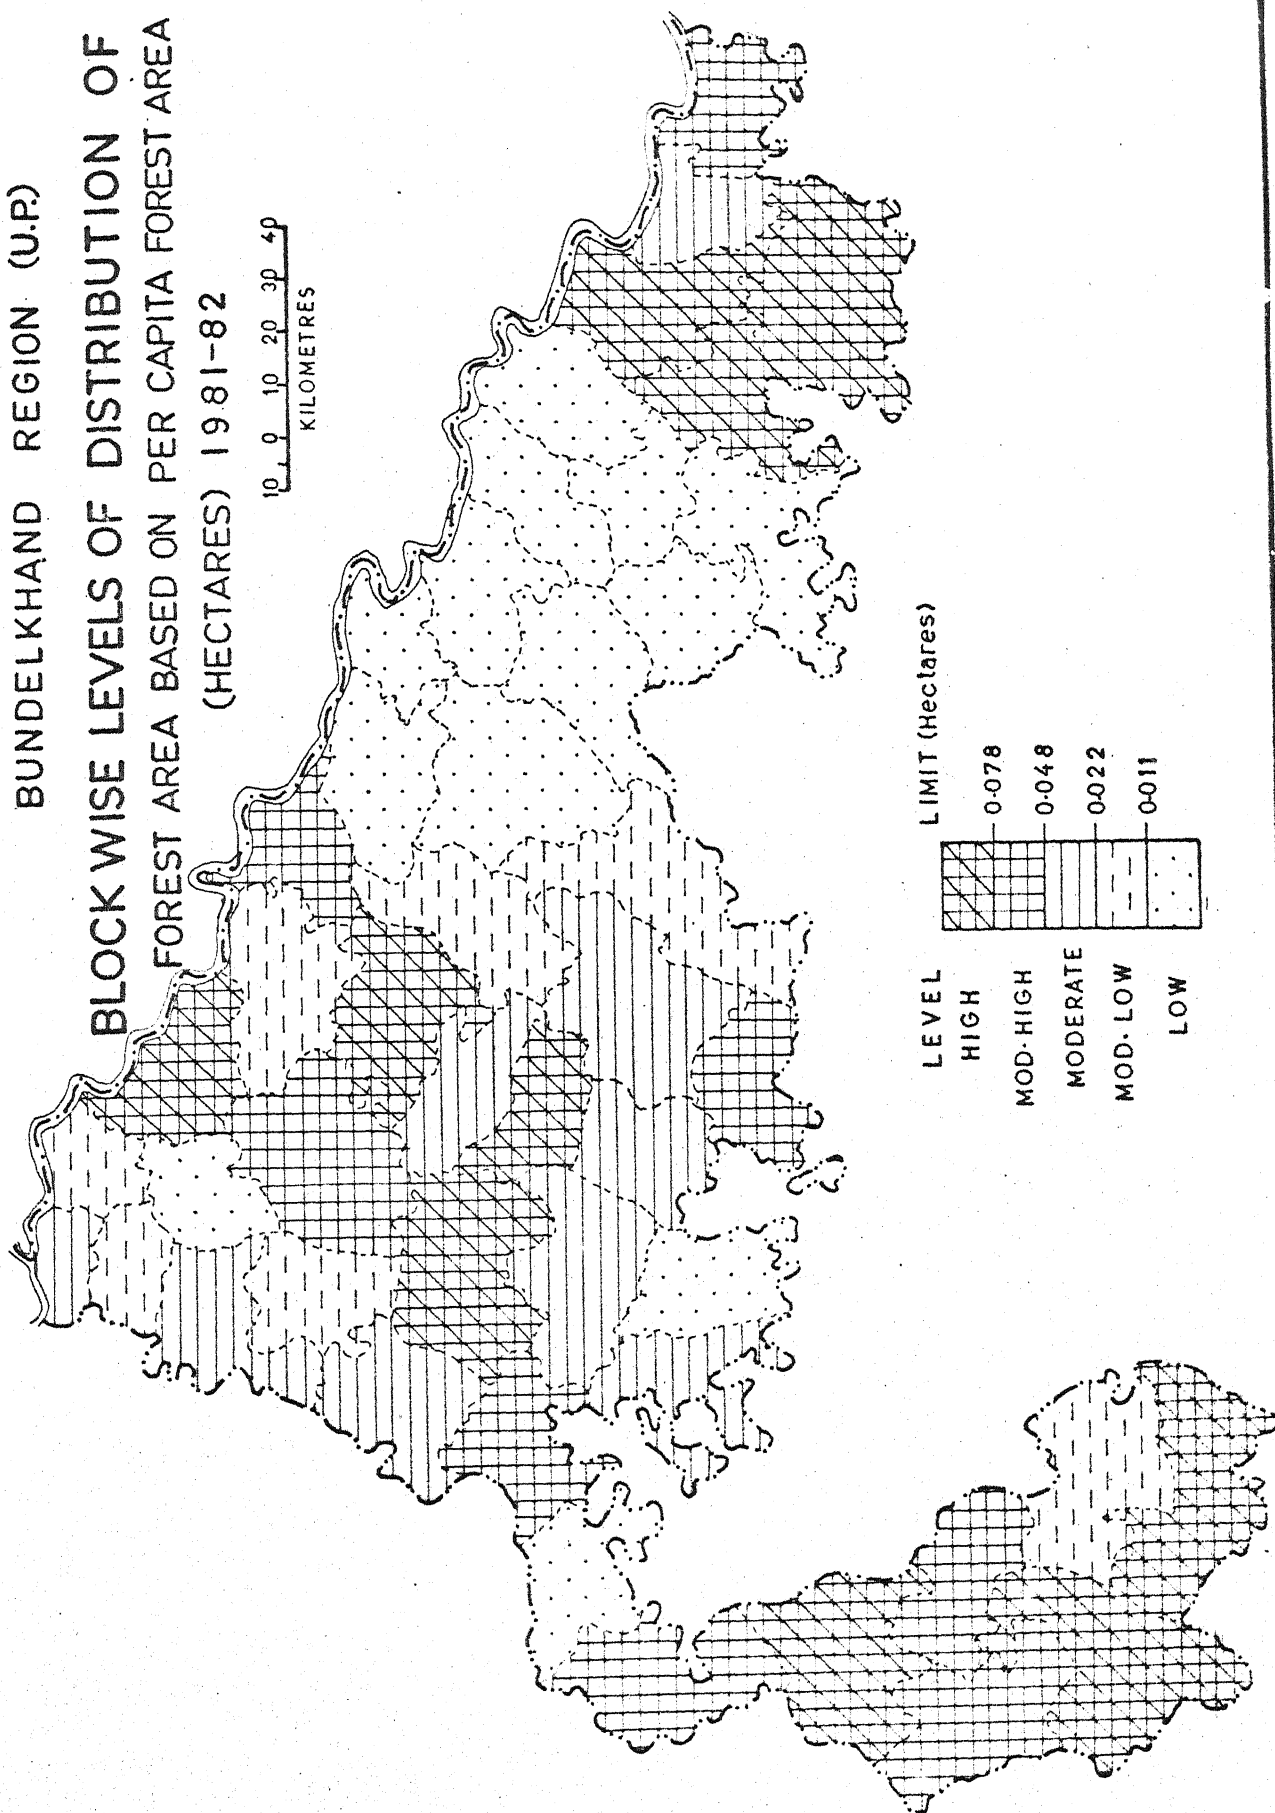 BUNDELKHAND REGION (U.P.)
BLOCK WISE LEVELS OF DISTRIBUTION OF
FOREST AREA BASED ON PER CAPITA FOREST AREA
(HECTARES) 1981-82
10 0 10 20 30 40
KILOMETRES
LEVEL LIMIT (Hectares)
HIGH
0.078
MOD.HIGH
0.048
MODERATE
0.022
MOD. LOW
0.011
LOW